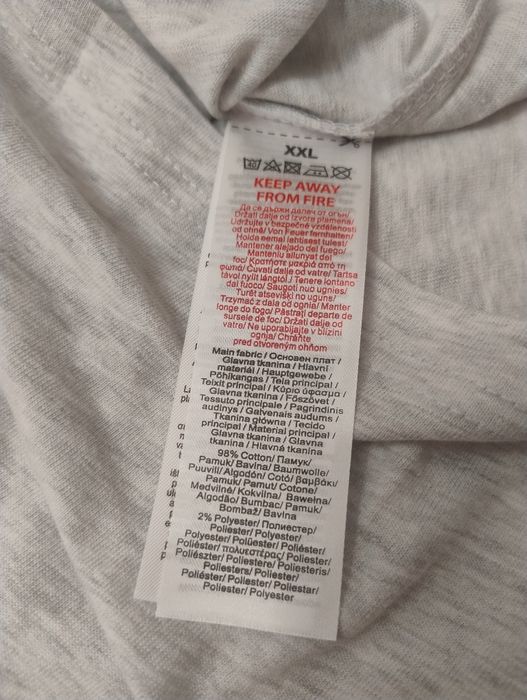 XXL
KEEP AWAY
FROM FIRE
Да се държи далеч от огън/
Držati dalje od izvora plamena/
Udržujte v bezpečné vzdálenosti
od ohně/ Von Feuer fernhalten/
Hoida eemal lahtisest tulest/
Mantener alejado del fuego/
Manteniu allunyat del
foc/ Κρατήστε μακριά από τη
φωτιά/ Čuvati dalje od vatre/ Tartsa
távol nyílt lángtól / Tenere lontano
dal fuoco/ Saugoti nuo ugnies/
Turēt atsevišķi no uguns/
Trzymać z dala od ognia/ Manter
longe do fogo/ Păstrați departe de
sursele de foc/ Držati dalje od
vatre/ Ne uporabljajte v bližini
ognja/ Chráňte
pred otvoreným ohňom
Main fabric / Основен плат /
Glavna tkanina / Hlavní
materiál / Hauptgewebe /
Põhikangas / Tela principal /
Teixit principal / Κύριο ύφασμα /
Glavna tkanina / Főszövet /
Tessuto principale / Pagrindinis
audinys / Galvenais audums /
Tkanina główna / Tecido
principal / Material principal /
Glavna tkanina / Glavna
tkanina / Hlavná tkanina
98% Cotton/ Памук/
Pamuk/ Bavlna/ Baumwolle/
Puuvill/ Algodón/ Cotó/ βαμβάκι/
Pamuk/ Pamut/ Cotone/
Medvilnė/ Kokvilna/ Bawełna/
Algodão/ Bumbac/ Pamuk/
Bombaž/ Bavlna
2% Polyester/ Полиестер/
Poliester/ Polyester/
Polyester/ Polüester/ Poliéster/
Polièster/ πολυεστέρας/ Poliester/
Poliészter/ Poliestere/ Poliesteris/
Poliesters/ Poliester/
Poliéster/ Poliester/ Poliestar/
Poliester/ Polyester